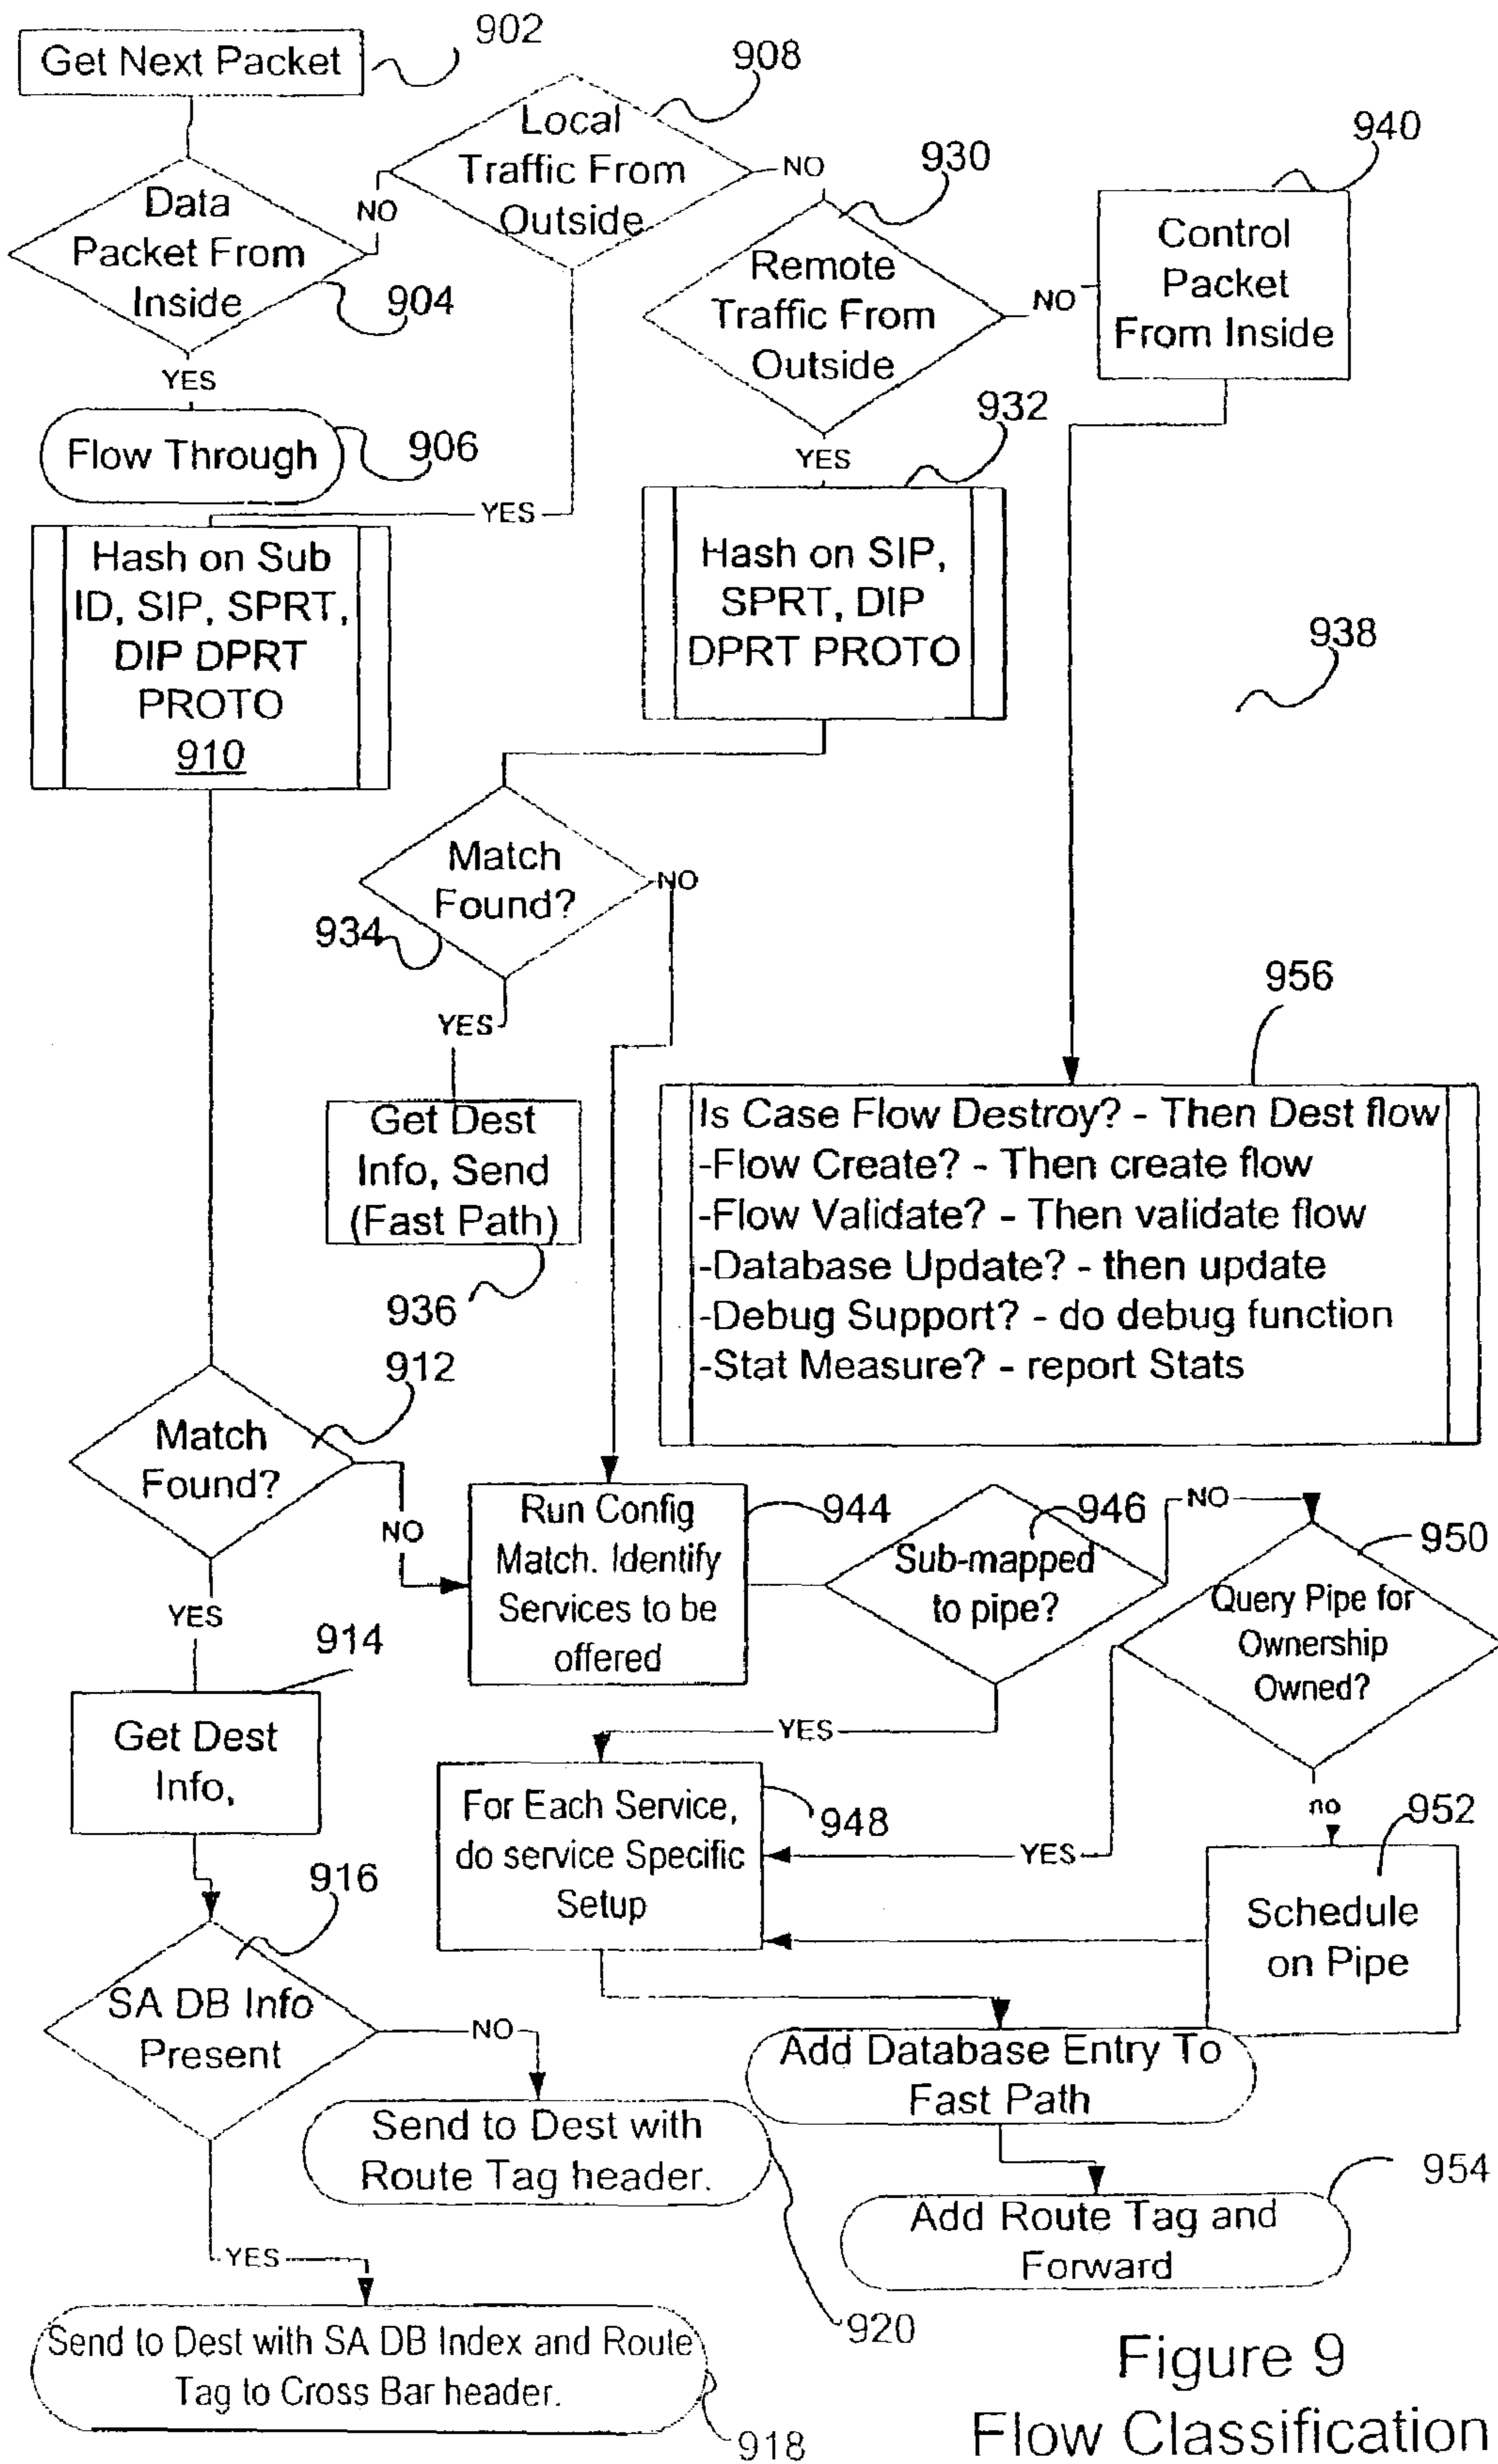 902
Get Next Packet
908
Local
Traffic From
Outside
NO
930
940
Data
Packet From
Inside
NO
904
Control
Packet
From Inside
Remote
Traffic From
Outside
NO
YES
Flow Through
906
932
YES
YES
Hash on Sub
ID, SIP, SPRT,
DIP DPRT
PROTO
910
Hash on SIP,
SPRT, DIP
DPRT PROTO
938
Match
Found?
NO
934
YES
956
Get Dest
Info, Send
(Fast Path)
936
Is Case Flow Destroy? - Then Dest flow
-Flow Create? - Then create flow
-Flow Validate? - Then validate flow
-Database Update? - then update
-Debug Support? - do debug function
-Stat Measure? - report Stats
912
Match
Found?
NO
YES
Run Config
Match. Identify
Services to be
offered
944
946
Sub-mapped
to pipe?
NO
950
Query Pipe for
Ownership
Owned?
914
Get Dest
Info,
YES
For Each Service,
do service Specific
Setup
948
YES
no
952
Schedule
on Pipe
916
SA DB Info
Present
NO
Add Database Entry To
Fast Path
Send to Dest with
Route Tag header.
954
Add Route Tag and
Forward
YES
920
Send to Dest with SA DB Index and Route
Tag to Cross Bar header.
918
Figure 9
Flow Classification